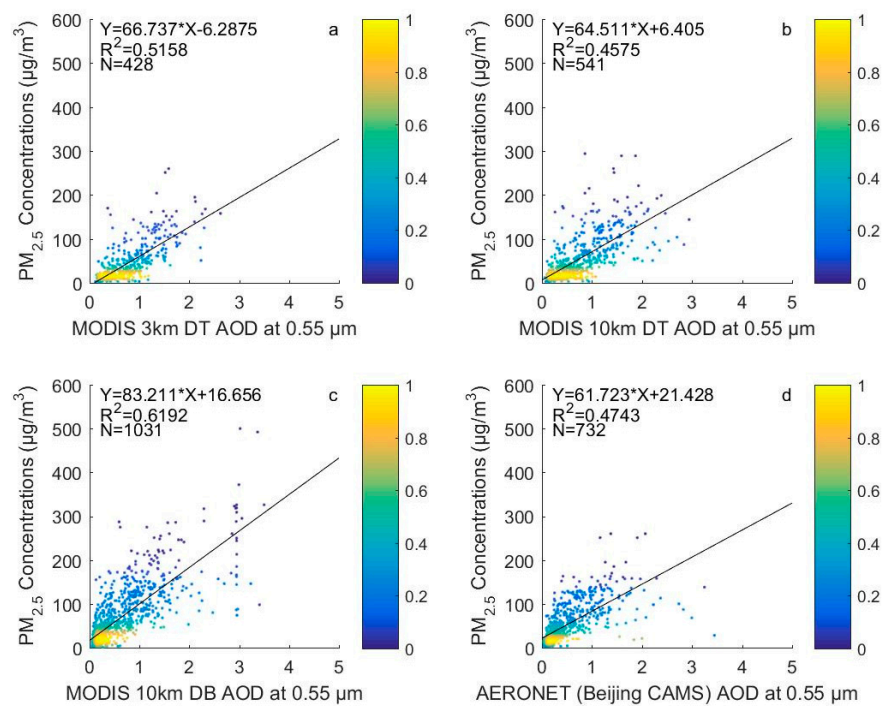 Y=66.737*X-6.2875
R²=0.5158
N=428
a
PM2.5 Concentrations (µg/m³)
600
500
400
300
200
100
0
0 1 2 3 4 5
MODIS 3km DT AOD at 0.55 µm
1
0.8
0.6
0.4
0.2
0
Y=64.511*X+6.405
R²=0.4575
N=541
b
PM2.5 Concentrations (µg/m³)
600
500
400
300
200
100
0
0 1 2 3 4 5
MODIS 10km DT AOD at 0.55 µm
1
0.8
0.6
0.4
0.2
0
Y=83.211*X+16.656
R²=0.6192
N=1031
c
PM2.5 Concentrations (µg/m³)
600
500
400
300
200
100
0
0 1 2 3 4 5
MODIS 10km DB AOD at 0.55 µm
1
0.8
0.6
0.4
0.2
0
Y=61.723*X+21.428
R²=0.4743
N=732
d
PM2.5 Concentrations (µg/m³)
600
500
400
300
200
100
0
0 1 2 3 4 5
AERONET (Beijing CAMS) AOD at 0.55 µm
1
0.8
0.6
0.4
0.2
0